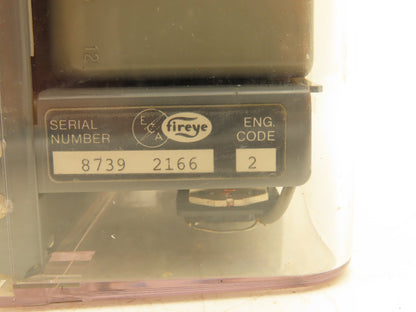 12
SERIAL NUMBER
ECA
fireye
ENG. CODE
8739 2166
2